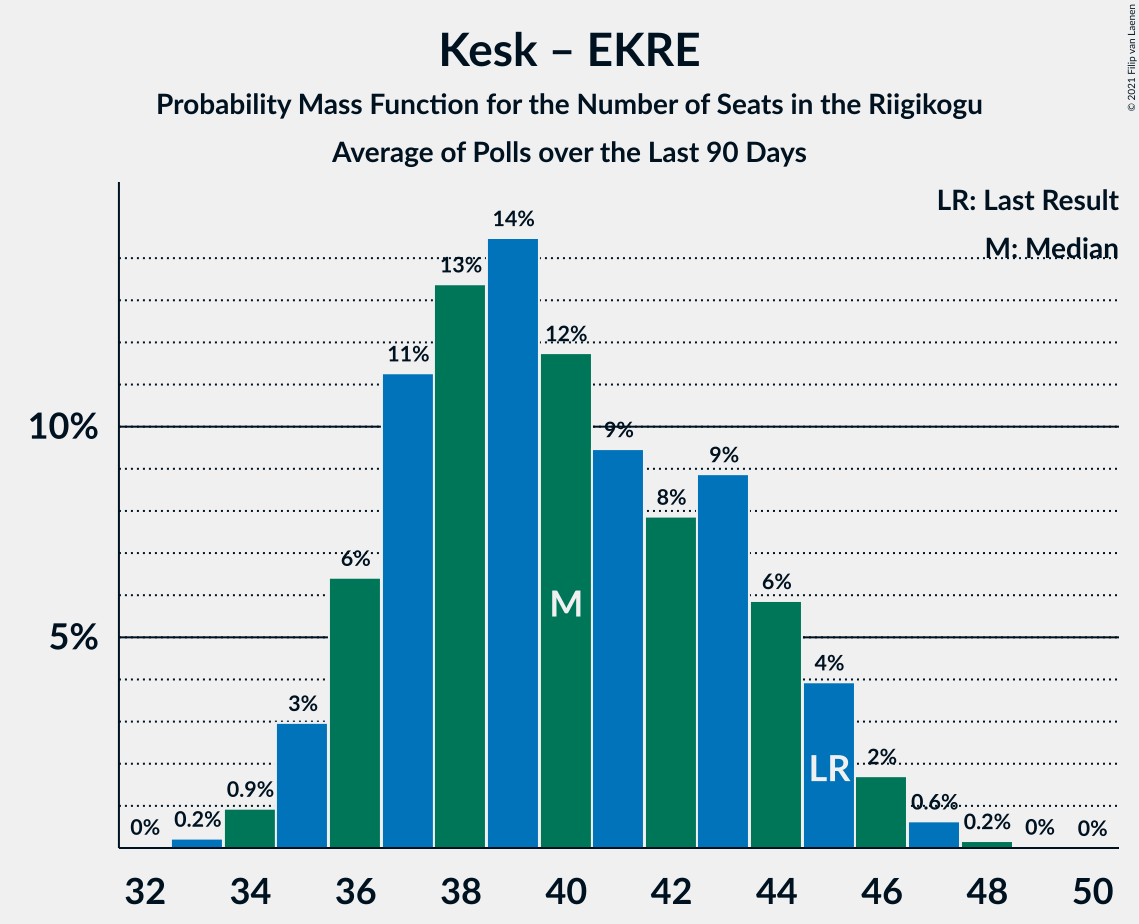 Kesk – EKRE
Probability Mass Function for the Number of Seats in the Riigikogu
Average of Polls over the Last 90 Days
© 2021 Filip van Laenen
LR: Last Result
M: Median
10%
5%
0%
0.2%
0.9%
3%
6%
11%
13%
14%
12%
9%
8%
9%
6%
4%
2%
0.6%
0.2%
0%
0%
M
LR
32 34 36 38 40 42 44 46 48 50